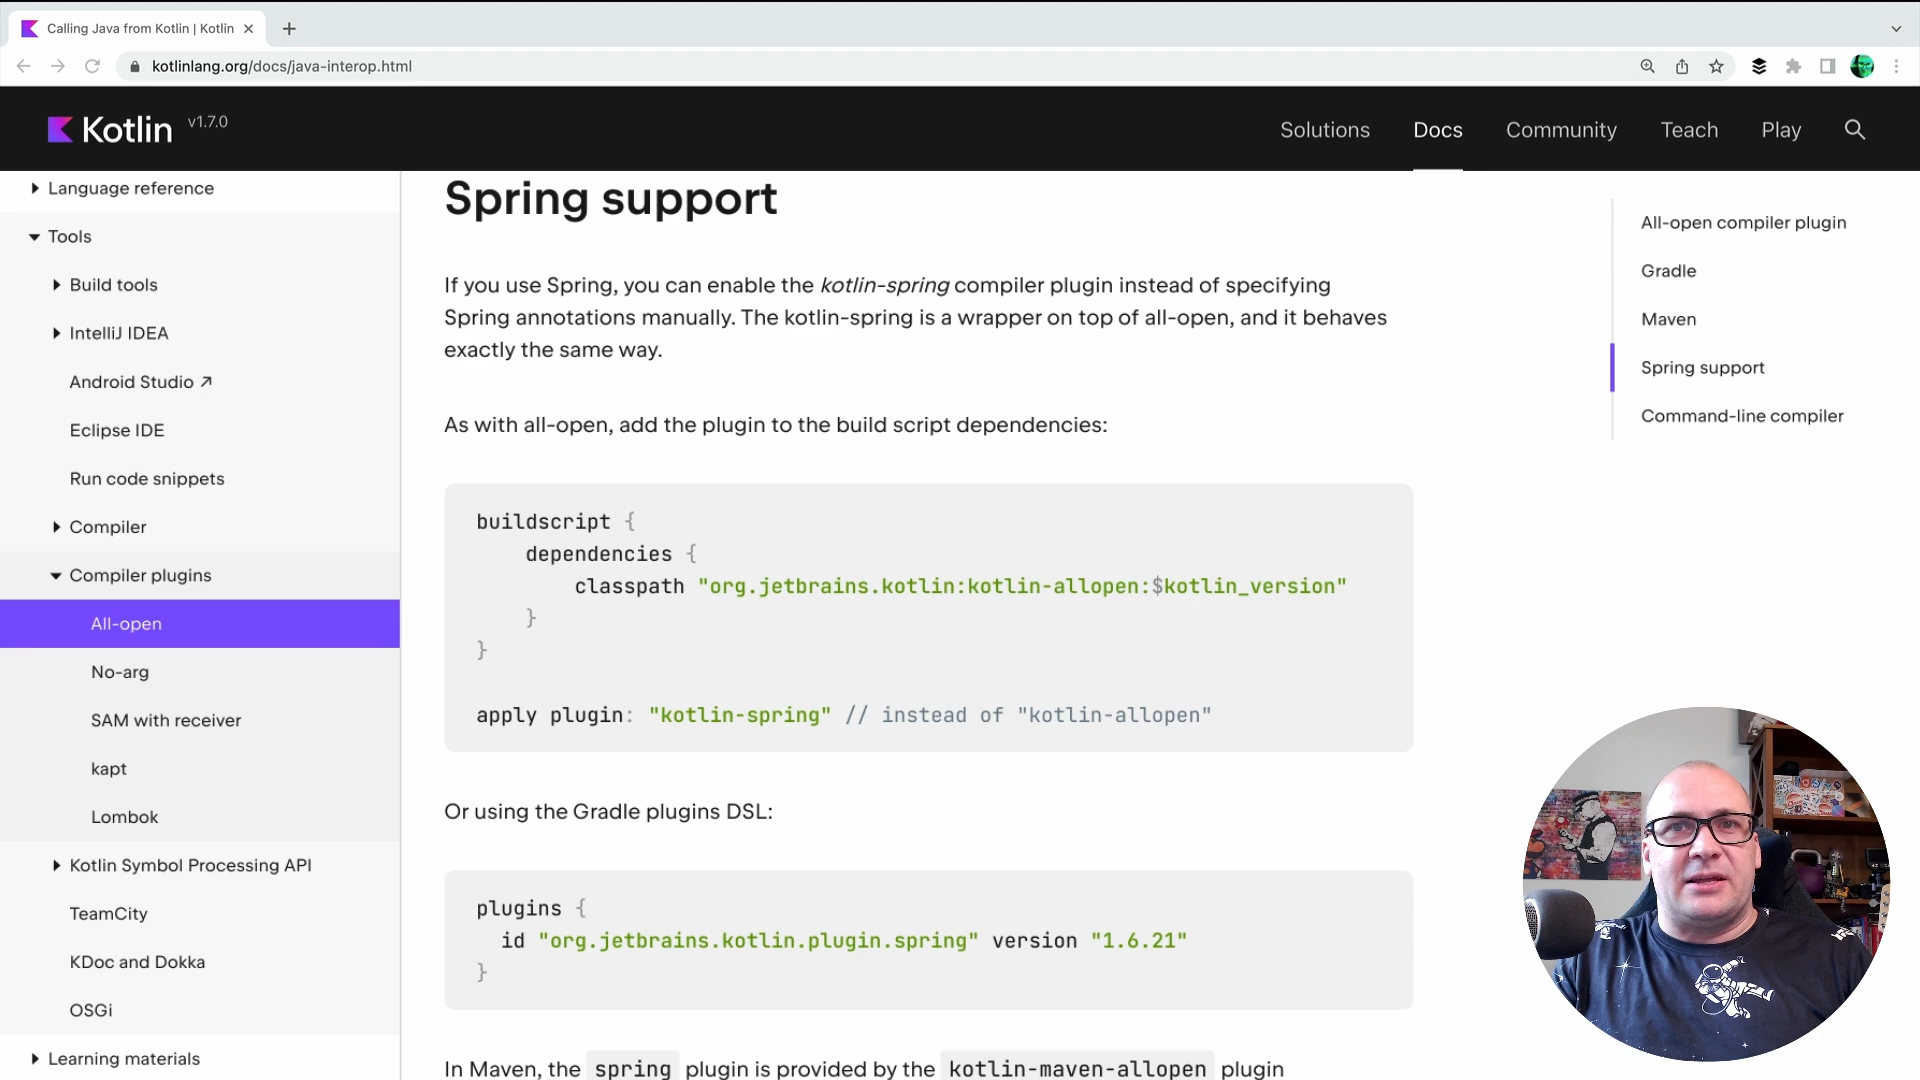 Calling Java from Kotlin | Kotlin
kotlinlang.org/docs/java-interop.html
Kotlin v1.7.0
Solutions
Docs
Community
Teach
Play
Language reference
Tools
Build tools
IntelliJ IDEA
Android Studio ↗
Eclipse IDE
Run code snippets
Compiler
Compiler plugins
All-open
No-arg
SAM with receiver
kapt
Lombok
Kotlin Symbol Processing API
TeamCity
KDoc and Dokka
OSGi
Learning materials
Spring support
If you use Spring, you can enable the kotlin-spring compiler plugin instead of specifying
Spring annotations manually. The kotlin-spring is a wrapper on top of all-open, and it behaves
exactly the same way.
As with all-open, add the plugin to the build script dependencies:
buildscript {
dependencies {
classpath "org.jetbrains.kotlin:kotlin-allopen:$kotlin_version"
}
}
apply plugin: "kotlin-spring" // instead of "kotlin-allopen"
Or using the Gradle plugins DSL:
plugins {
id "org.jetbrains.kotlin.plugin.spring" version "1.6.21"
}
In Maven, the spring plugin is provided by the kotlin-maven-allopen plugin
All-open compiler plugin
Gradle
Maven
Spring support
Command-line compiler